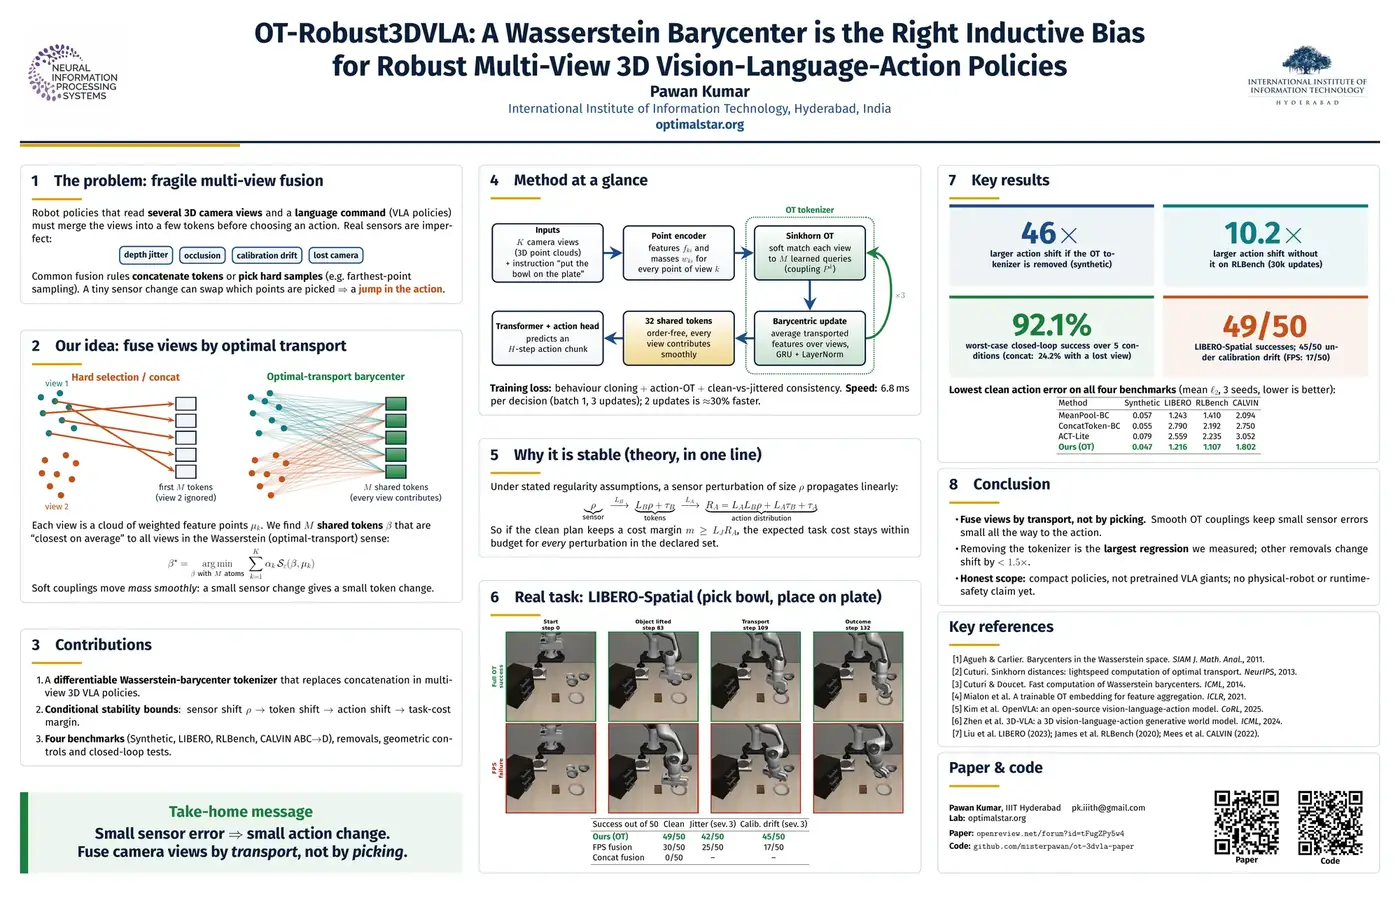 NEURAL
INFORMATION
PROCESSING
SYSTEMS
OT-Robust3DVLA: A Wasserstein Barycenter is the Right Inductive Bias
for Robust Multi-View 3D Vision-Language-Action Policies
Pawan Kumar
International Institute of Information Technology, Hyderabad, India
optimalstar.org
INTERNATIONAL INSTITUTE OF
INFORMATION TECHNOLOGY
HYDERABAD
1 The problem: fragile multi-view fusion
Robot policies that read several 3D camera views and a language command (VLA policies)
must merge the views into a few tokens before choosing an action. Real sensors are imper-
fect:
depth jitter occlusion calibration drift lost camera
Common fusion rules concatenate tokens or pick hard samples (e.g. farthest-point
sampling). A tiny sensor change can swap which points are picked ⇒ a jump in the action.
2 Our idea: fuse views by optimal transport
Hard selection / concat
view 1
view 2
first M tokens
(view 2 ignored)
Optimal-transport barycenter
M shared tokens
(every view contributes)
Each view is a cloud of weighted feature points μk. We find M shared tokens β that are
"closest on average" to all views in the Wasserstein (optimal-transport) sense:
β* = arg min β with M atoms ∑ K k=1 αk Sε(β, μk)
Soft couplings move mass smoothly: a small sensor change gives a small token change.
3 Contributions
1. A differentiable Wasserstein-barycenter tokenizer that replaces concatenation in multi-
view 3D VLA policies.
2. Conditional stability bounds: sensor shift ρ → token shift → action shift → task-cost
margin.
3. Four benchmarks (Synthetic, LIBERO, RLBench, CALVIN ABC→D), removals, geometric con-
trols and closed-loop tests.
Take-home message
Small sensor error ⇒ small action change.
Fuse camera views by transport, not by picking.
4 Method at a glance
OT tokenizer
Inputs
K camera views
(3D point clouds)
+ instruction "put the
bowl on the plate"
Point encoder
features fki and
masses wki for
every point of view k
Sinkhorn OT
soft match each view
to M learned queries
(coupling Pk)
×3
Transformer + action head
predicts an
H-step action chunk
32 shared tokens
order-free, every
view contributes
smoothly
Barycentric update
average transported
features over views,
GRU + LayerNorm
Training loss: behaviour cloning + action-OT + clean-vs-jittered consistency. Speed: 6.8 ms
per decision (batch 1, 3 updates); 2 updates is ≈30% faster.
5 Why it is stable (theory, in one line)
Under stated regularity assumptions, a sensor perturbation of size ρ propagates linearly:
ρ sensor LB → LBρ + τB tokens LA → RA = LALBρ + LAτB + τA action distribution
So if the clean plan keeps a cost margin m ≥ LJRA, the expected task cost stays within
budget for every perturbation in the declared set.
6 Real task: LIBERO-Spatial (pick bowl, place on plate)
Start
step 0
Object lifted
step 83
Transport
step 109
Outcome
step 132
Full OT
success
FPS
failure
Success out of 50 Clean Jitter (sev. 3) Calib. drift (sev. 3)
Ours (OT) 49/50 42/50 45/50
FPS fusion 30/50 25/50 17/50
Concat fusion 0/50 – –
7 Key results
46×
larger action shift if the OT to-
kenizer is removed (synthetic)
10.2×
larger action shift without
it on RLBench (30k updates)
92.1%
worst-case closed-loop success over 5 con-
ditions (concat: 24.2% with a lost view)
49/50
LIBERO-Spatial successes; 45/50 un-
der calibration drift (FPS: 17/50)
Lowest clean action error on all four benchmarks (mean ℓ2, 3 seeds, lower is better):
Method Synthetic LIBERO RLBench CALVIN
MeanPool-BC 0.057 1.243 1.410 2.094
ConcatToken-BC 0.055 2.790 2.192 2.750
ACT-Lite 0.079 2.559 2.235 3.052
Ours (OT) 0.047 1.216 1.107 1.802
8 Conclusion
• Fuse views by transport, not by picking. Smooth OT couplings keep small sensor errors
small all the way to the action.
• Removing the tokenizer is the largest regression we measured; other removals change
shift by < 1.5×.
• Honest scope: compact policies, not pretrained VLA giants; no physical-robot or runtime-
safety claim yet.
Key references
[1] Agueh & Carlier. Barycenters in the Wasserstein space. SIAM J. Math. Anal., 2011.
[2] Cuturi. Sinkhorn distances: lightspeed computation of optimal transport. NeurIPS, 2013.
[3] Cuturi & Doucet. Fast computation of Wasserstein barycenters. ICML, 2014.
[4] Mialon et al. A trainable OT embedding for feature aggregation. ICLR, 2021.
[5] Kim et al. OpenVLA: an open-source vision-language-action model. CoRL, 2025.
[6] Zhen et al. 3D-VLA: a 3D vision-language-action generative world model. ICML, 2024.
[7] Liu et al. LIBERO (2023); James et al. RLBench (2020); Mees et al. CALVIN (2022).
Paper & code
Pawan Kumar, IIIT Hyderabad pk.iiith@gmail.com
Lab: optimalstar.org
Paper: openreview.net/forum?id=tFugZPy5w4
Code: github.com/misterpawan/ot-3dvla-paper
Paper
Code